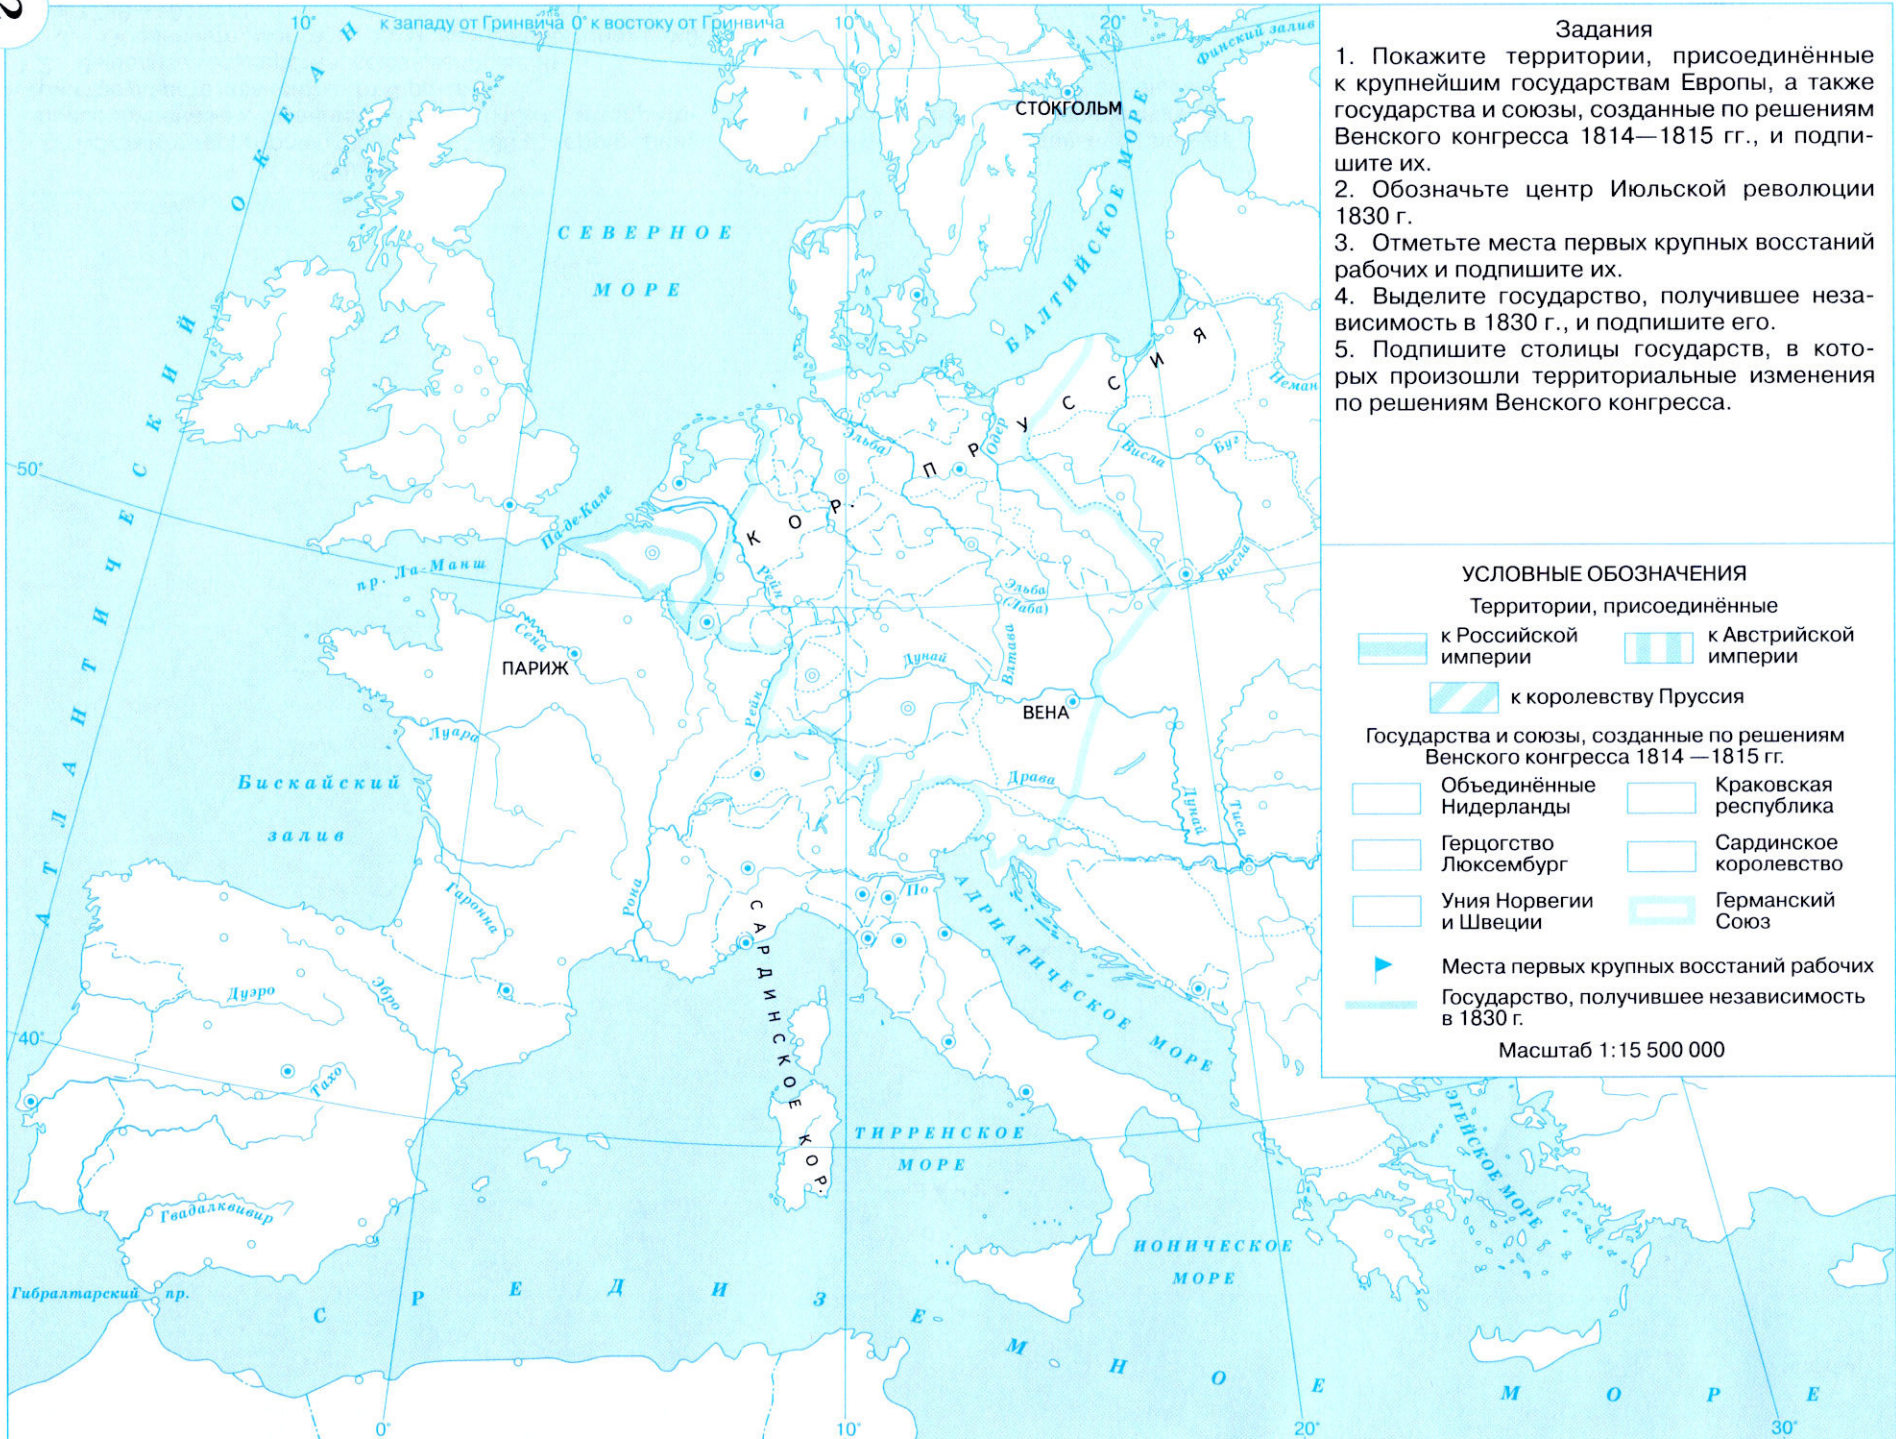 2
10°
к западу от Гринвича 0° к востоку от Гринвича
10°
20°
Финский залив
СТОКГОЛЬМ
АТЛАНТИЧЕСКИЙ ОКЕАН
СЕВЕРНОЕ
МОРЕ
БАЛТИЙСКОЕ МОРЕ
КОР. ПРУССИЯ
Неман
Эльба)
Одер
Висла
Буг
50°
Па-де-Кале
пр. Ла-Манш
Рейн
Эльба
(Лаба)
Висла
Сена
ПАРИЖ
Дунай
Влтава
Рейн
ВЕНА
Луара
Бискайский
залив
Драва
Дунай
Тиса
Гаронна
Рона
По
САРДИНСКОЕ КОР.
АДРИАТИЧЕСКОЕ МОРЕ
Дуэро
Эбро
40°
Тахо
ТИРРЕНСКОЕ
МОРЕ
ЭГЕЙСКОЕ МОРЕ
Гвадалквивир
ИОНИЧЕСКОЕ
МОРЕ
Гибралтарский пр.
СРЕДИЗЕМНОЕ МОРЕ
0°
10°
20°
30°
Задания
1. Покажите территории, присоединённые
к крупнейшим государствам Европы, а также
государства и союзы, созданные по решениям
Венского конгресса 1814—1815 гг., и подпи-
шите их.
2. Обозначьте центр Июльской революции
1830 г.
3. Отметьте места первых крупных восстаний
рабочих и подпишите их.
4. Выделите государство, получившее неза-
висимость в 1830 г., и подпишите его.
5. Подпишите столицы государств, в кото-
рых произошли территориальные изменения
по решениям Венского конгресса.
УСЛОВНЫЕ ОБОЗНАЧЕНИЯ
Территории, присоединённые
к Российской
империи
к Австрийской
империи
к королевству Пруссия
Государства и союзы, созданные по решениям
Венского конгресса 1814 —1815 гг.
Объединённые
Нидерланды
Краковская
республика
Герцогство
Люксембург
Сардинское
королевство
Уния Норвегии
и Швеции
Германский
Союз
Места первых крупных восстаний рабочих
Государство, получившее независимость
в 1830 г.
Масштаб 1:15 500 000